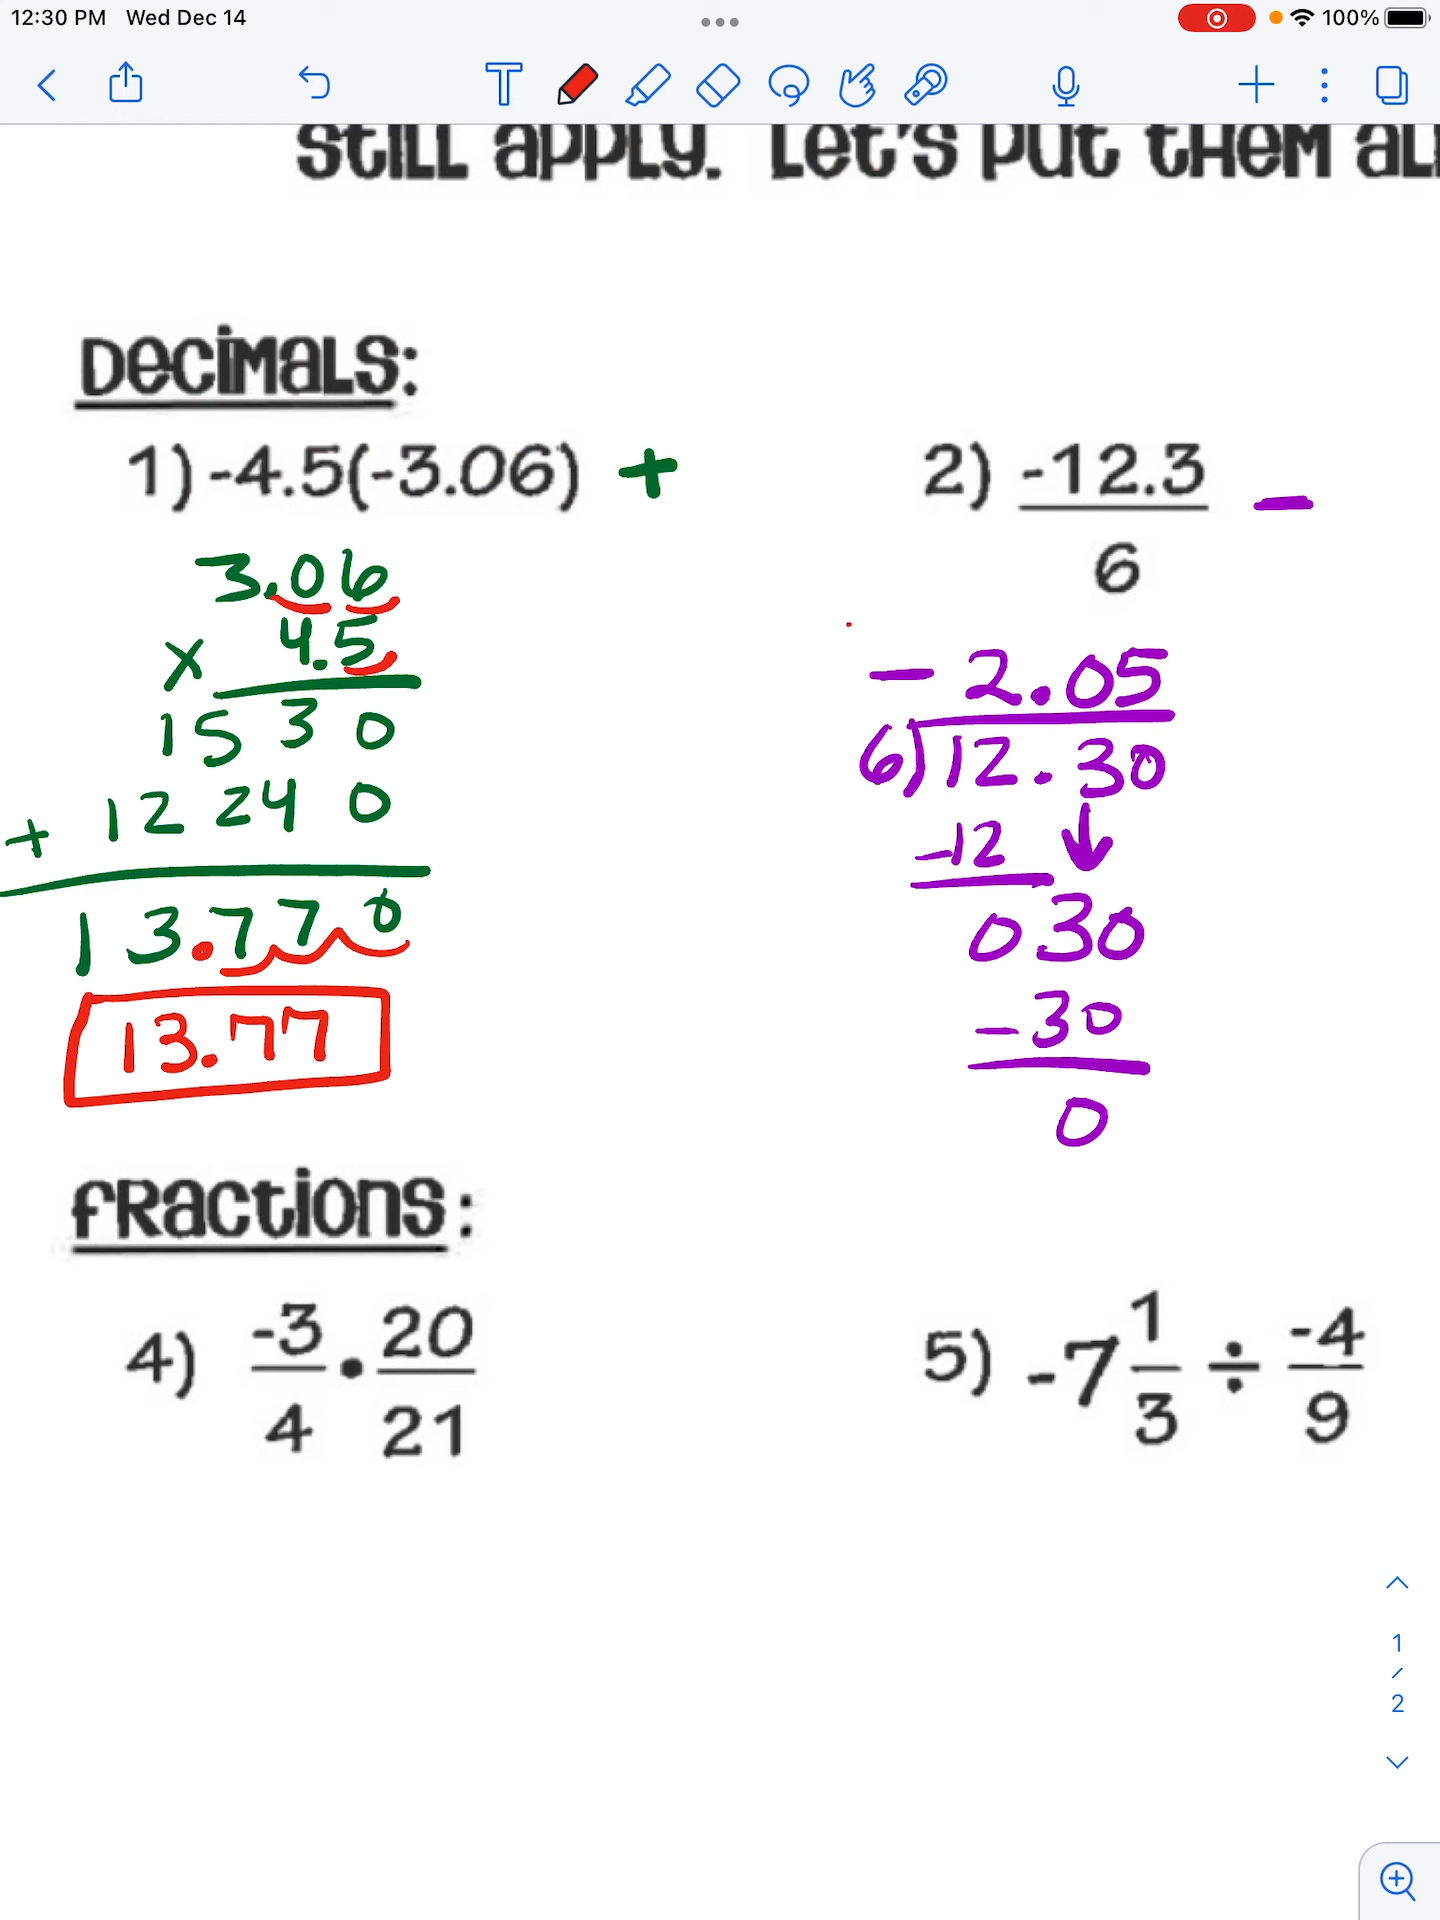 12:30 PM Wed Dec 14 100%
still apply. Let's put them
Decimals:
1) -4.5(-3.06) +
3.06
x 4.5
1530
+ 12240
13.770
13.77
2) -12.3 / 6 -
- 2.05
6)12.30
-12
030
-30
0
Fractions:
4) -3/4 • 20/21
5) -7 1/3 ÷ -4/9
1
/
2